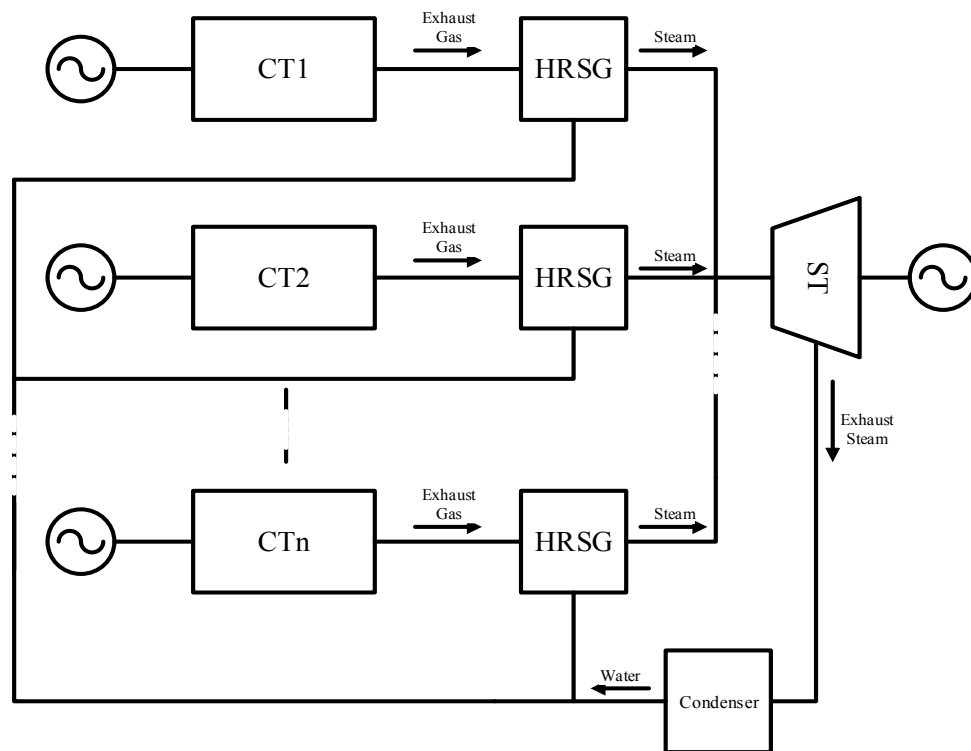 Exhaust
Gas
Steam
CT1
HRSG
Exhaust
Gas
Steam
CT2
HRSG
ST
Exhaust
Steam
Exhaust
Gas
Steam
CTn
HRSG
Water
Condenser